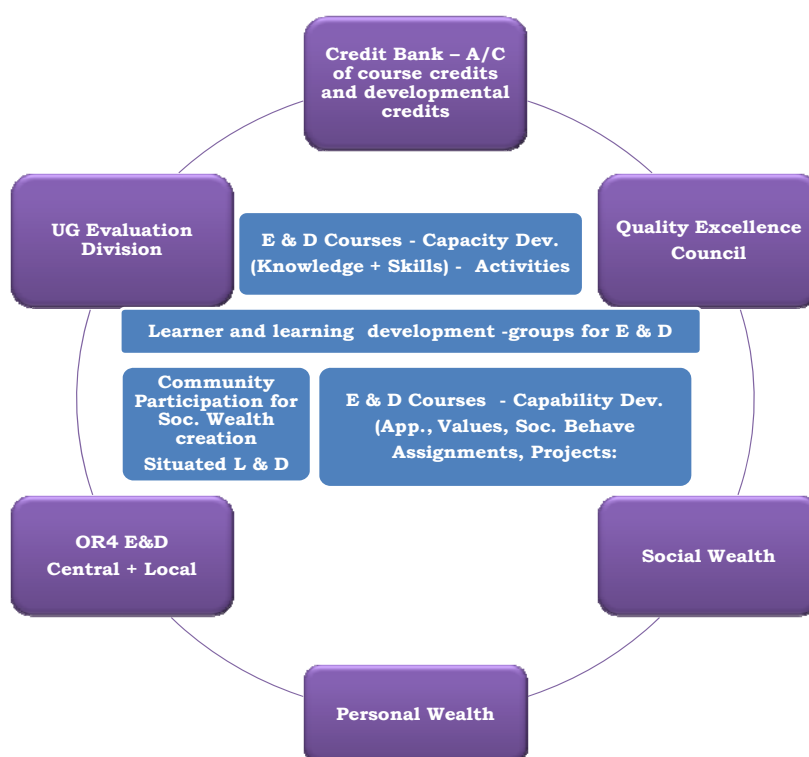 Credit Bank – A/C
of course credits
and developmental
credits
UG Evaluation
Division
Quality Excellence
Council
E & D Courses - Capacity Dev.
(Knowledge + Skills) - Activities
Learner and learning development -groups for E & D
Community
Participation for
Soc. Wealth
creation
Situated L & D
E & D Courses - Capability Dev.
(App., Values, Soc. Behave
Assignments, Projects:
OR4 E&D
Central + Local
Social Wealth
Personal Wealth